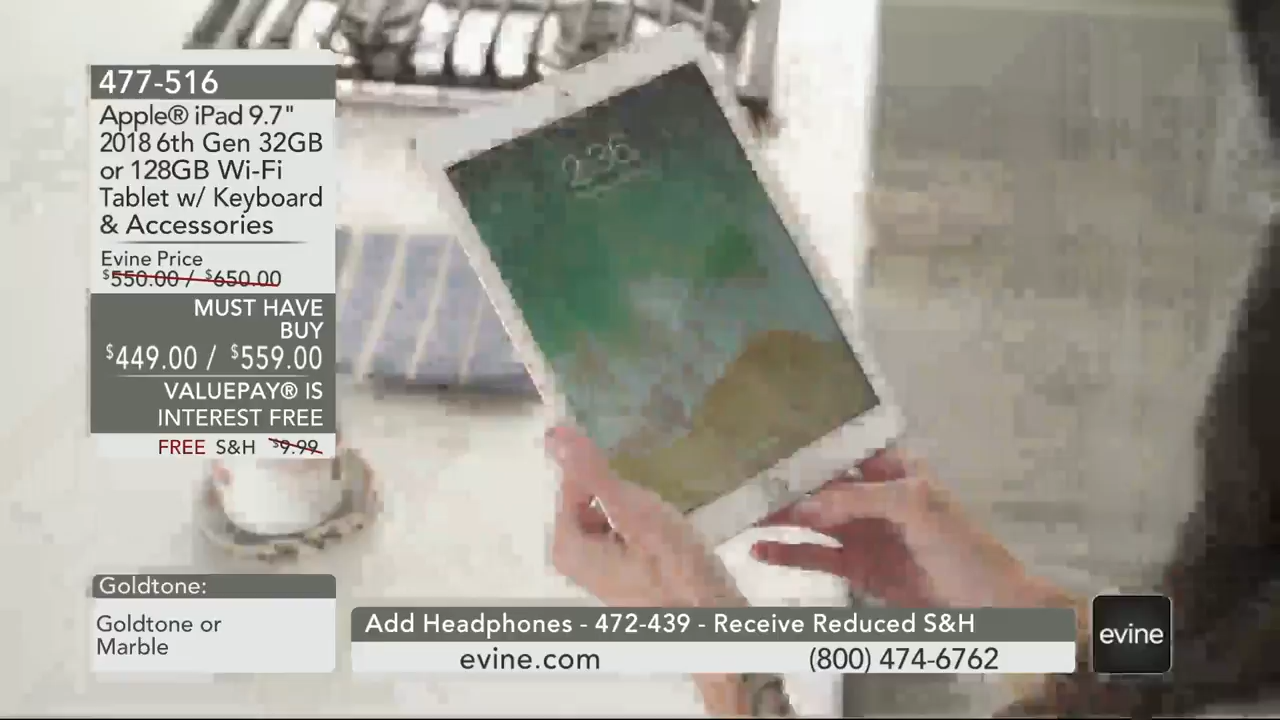 477-516
Apple® iPad 9.7"
2018 6th Gen 32GB
or 128GB Wi-Fi
Tablet w/ Keyboard
& Accessories
Evine Price
$550.00 / $650.00
MUST HAVE
BUY
$449.00 / $559.00
VALUEPAY® IS
INTEREST FREE
FREE S&H $9.99
2:36
Goldtone:
Goldtone or
Marble
Add Headphones - 472-439 - Receive Reduced S&H
evine.com (800) 474-6762
evine